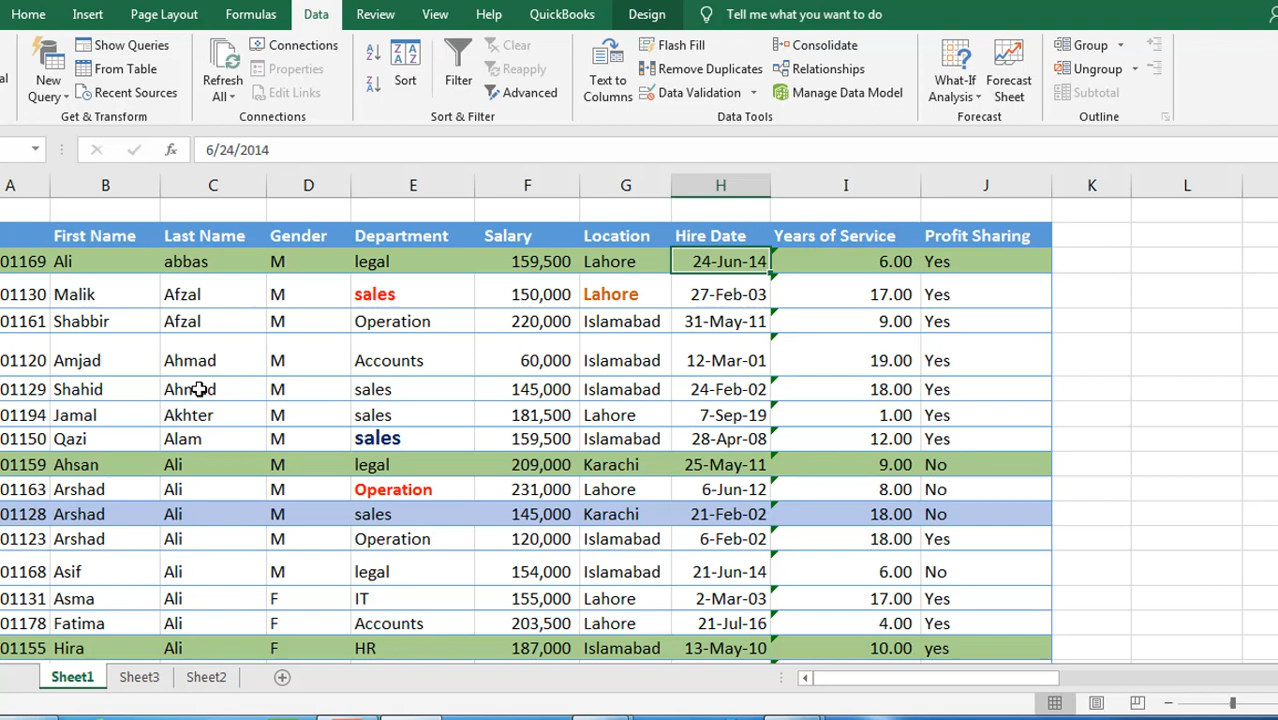 Home Insert Page Layout Formulas Data Review View Help QuickBooks Design Tell me what you want to do
New Query Show Queries From Table Recent Sources
Get & Transform
Refresh All Connections Properties Edit Links
Connections
Sort Filter Clear Reapply Advanced
Sort & Filter
Text to Columns Flash Fill Remove Duplicates Data Validation Consolidate Relationships Manage Data Model
Data Tools
What-If Analysis Forecast Sheet
Forecast
Group Ungroup Subtotal
Outline
fx 6/24/2014
A B C D E F G H I J K L
First Name Last Name Gender Department Salary Location Hire Date Years of Service Profit Sharing
01169 Ali abbas M legal 159,500 Lahore 24-Jun-14 6.00 Yes
01130 Malik Afzal M sales 150,000 Lahore 27-Feb-03 17.00 Yes
01161 Shabbir Afzal M Operation 220,000 Islamabad 31-May-11 9.00 Yes
01120 Amjad Ahmad M Accounts 60,000 Islamabad 12-Mar-01 19.00 Yes
01129 Shahid Ahmad M sales 145,000 Islamabad 24-Feb-02 18.00 Yes
01194 Jamal Akhter M sales 181,500 Lahore 7-Sep-19 1.00 Yes
01150 Qazi Alam M sales 159,500 Islamabad 28-Apr-08 12.00 Yes
01159 Ahsan Ali M legal 209,000 Karachi 25-May-11 9.00 No
01163 Arshad Ali M Operation 231,000 Lahore 6-Jun-12 8.00 No
01128 Arshad Ali M sales 145,000 Karachi 21-Feb-02 18.00 No
01123 Arshad Ali M Operation 120,000 Islamabad 6-Feb-02 18.00 Yes
01168 Asif Ali M legal 154,000 Islamabad 21-Jun-14 6.00 No
01131 Asma Ali F IT 155,000 Lahore 2-Mar-03 17.00 Yes
01178 Fatima Ali F Accounts 203,500 Lahore 21-Jul-16 4.00 Yes
01155 Hira Ali F HR 187,000 Islamabad 13-May-10 10.00 yes
Sheet1 Sheet3 Sheet2